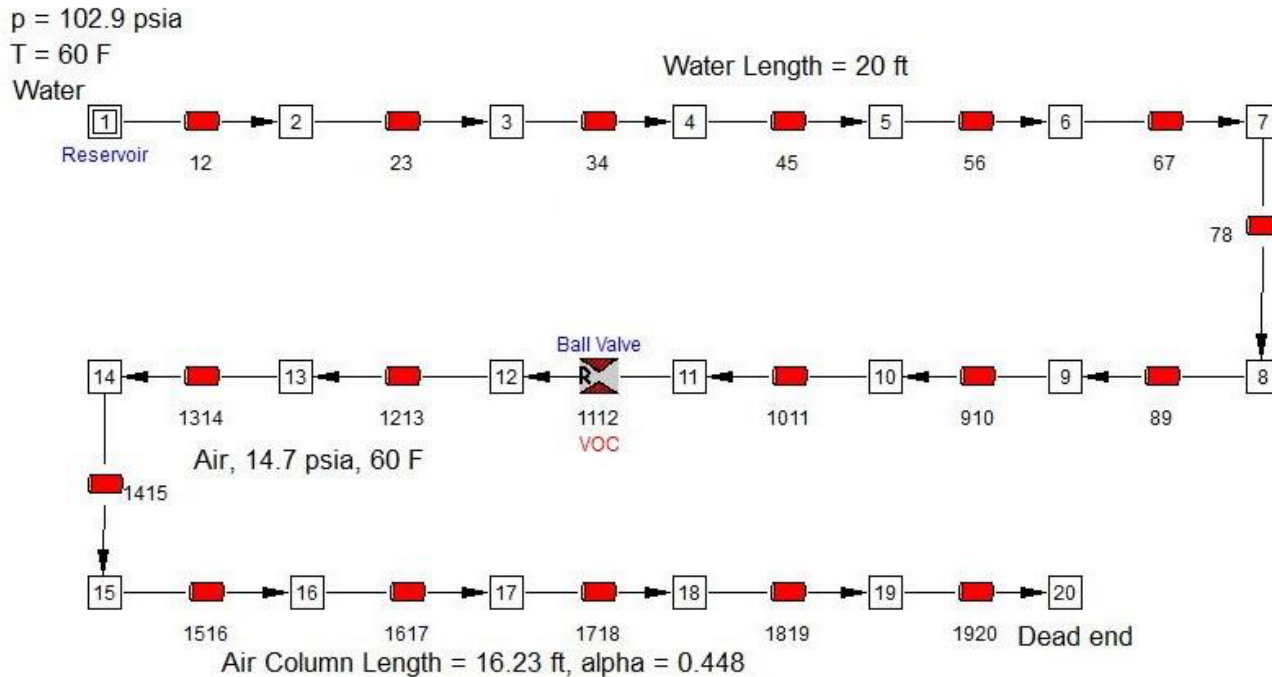 p = 102.9 psia
T = 60 F
Water
Water Length = 20 ft
1 2 3 4 5 6 7
Reservoir
12 23 34 45 56 67
78
Ball Valve
14 13 R 12 11 10 9 8
1314 1213 1112 1011 910 89
VOC
Air, 14.7 psia, 60 F
1415
15 16 17 18 19 20
1516 1617 1718 1819 1920 Dead end
Air Column Length = 16.23 ft, alpha = 0.448